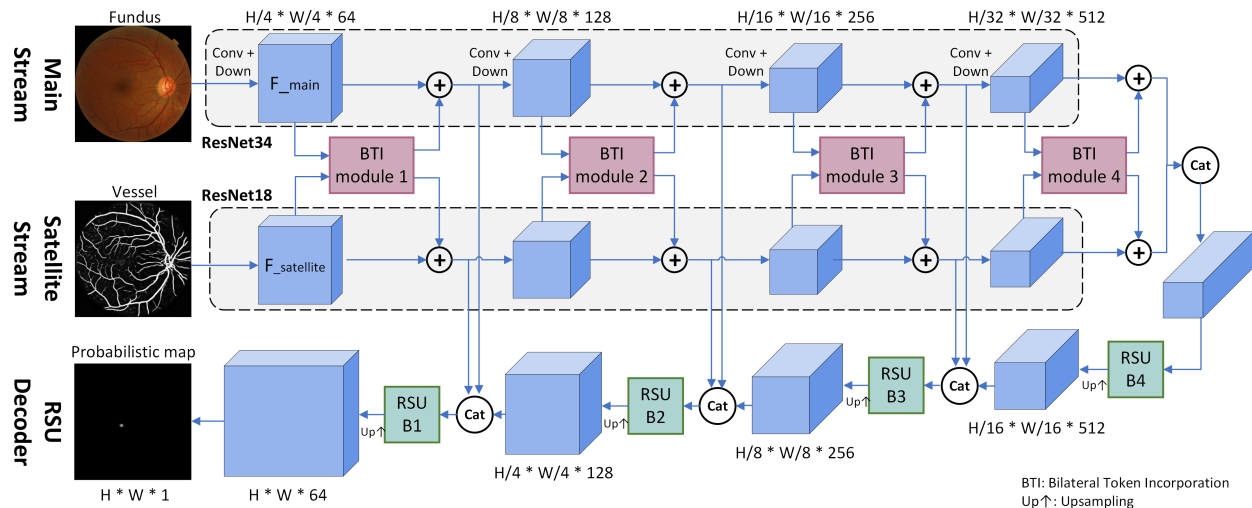 Fundus
H/4 * W/4 * 64
H/8 * W/8 * 128
H/16 * W/16 * 256
H/32 * W/32 * 512
Main
Stream
Conv +
Down
F_main
Conv +
Down
Conv +
Down
Conv +
Down
ResNet34
BTI
module 1
BTI
module 2
BTI
module 3
BTI
module 4
Cat
Vessel
ResNet18
Satellite
Stream
F_satellite
Probabilistic map
RSU
Decoder
RSU
B1
Up↑
Cat
RSU
B2
Up↑
Cat
RSU
B3
Up↑
Cat
RSU
B4
Up↑
H/16 * W/16 * 512
H/8 * W/8 * 256
H/4 * W/4 * 128
H * W * 64
H * W * 1
BTI: Bilateral Token Incorporation
Up↑: Upsampling